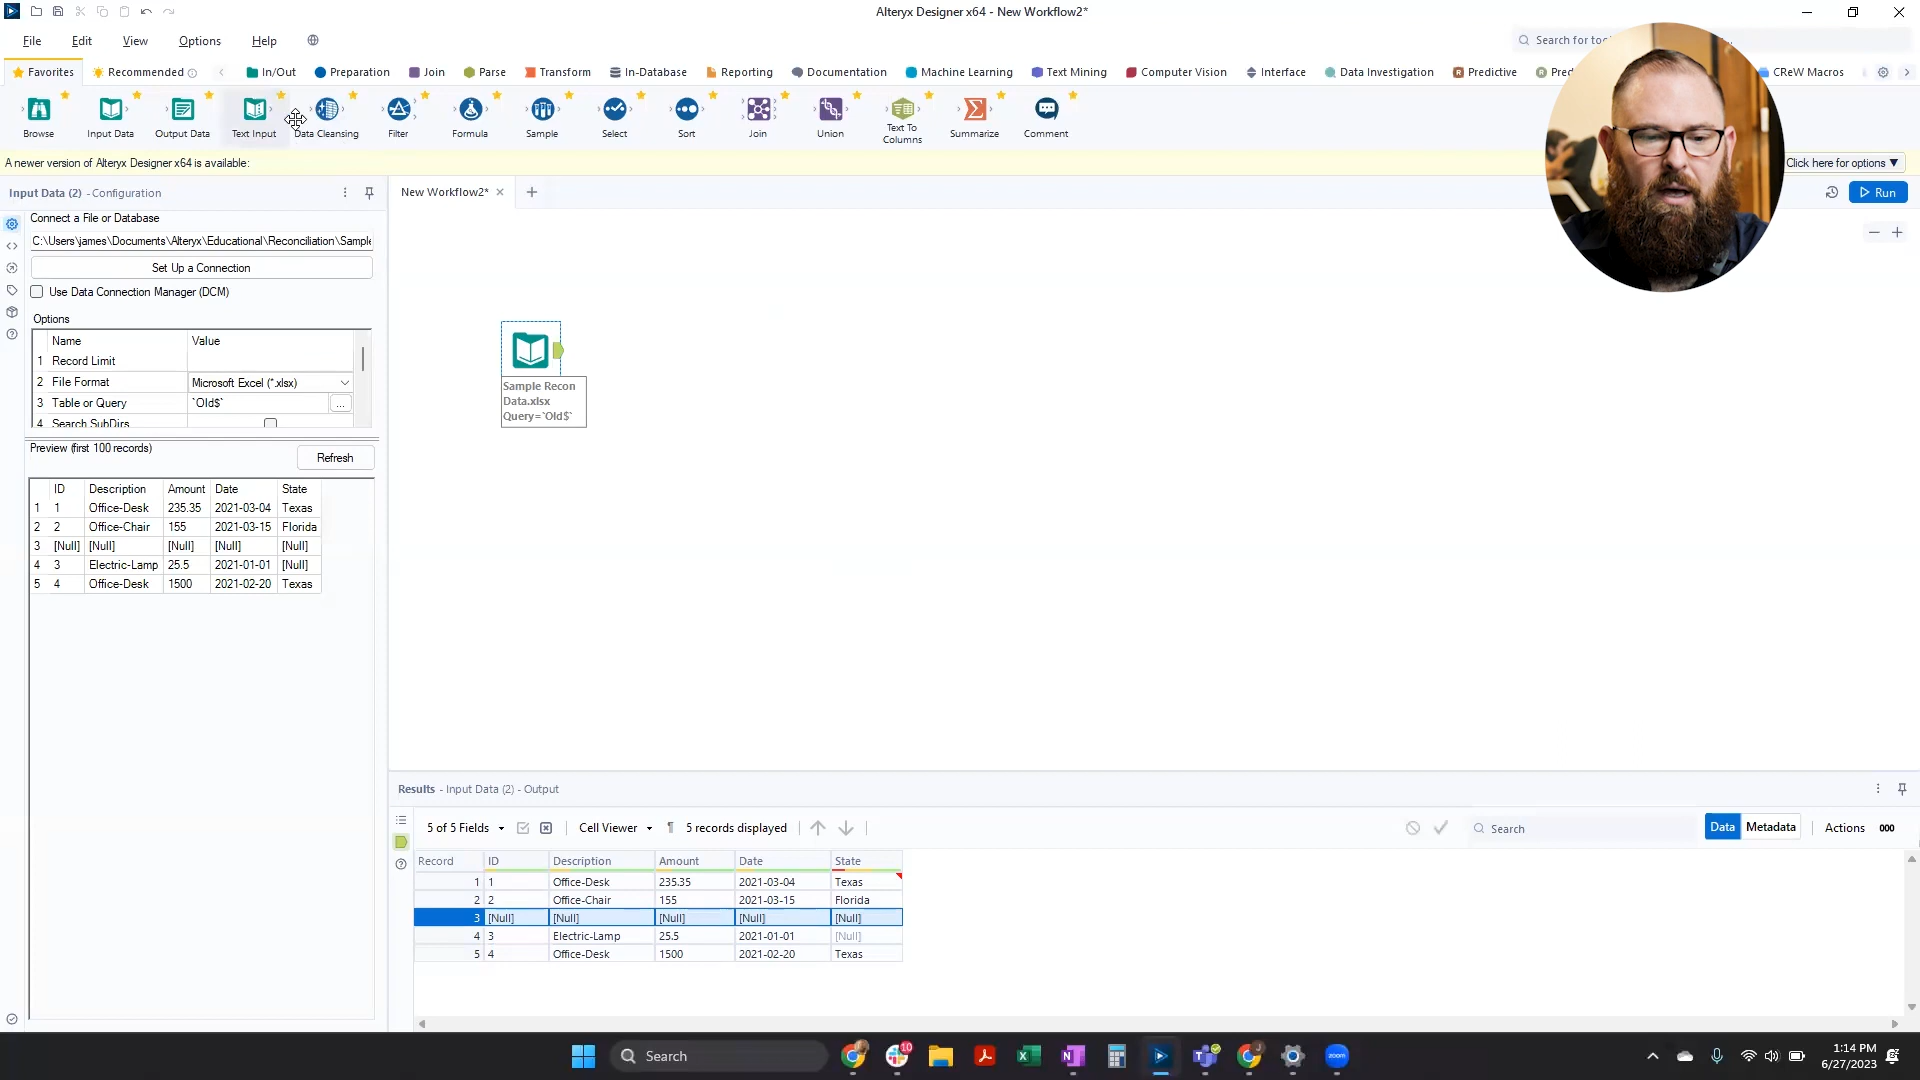 Alteryx Designer x64 - New Workflow2*
File Edit View Options Help
Search for too
Favorites Recommended In/Out Preparation Join Parse Transform In-Database Reporting Documentation Machine Learning Text Mining Computer Vision Interface Data Investigation Predictive CReW Macros
Browse Input Data Output Data Text Input Data Cleansing Filter Formula Sample Select Sort Join Union Text To Columns Summarize Comment
A newer version of Alteryx Designer x64 is available:
Click here for options ▼
Input Data (2) - Configuration
New Workflow2*
Run
Connect a File or Database
C:\Users\james\Documents\Alteryx\Educational\Reconciliation\Sample
Set Up a Connection
Use Data Connection Manager (DCM)
Options
Name Value
1 Record Limit
2 File Format Microsoft Excel (*.xlsx)
3 Table or Query `Old$` ...
4 Search SubDirs
Sample Recon
Data.xlsx
Query=`Old$`
Preview (first 100 records)
Refresh
ID Description Amount Date State
1 1 Office-Desk 235.35 2021-03-04 Texas
2 2 Office-Chair 155 2021-03-15 Florida
3 [Null] [Null] [Null] [Null] [Null]
4 3 Electric-Lamp 25.5 2021-01-01 [Null]
5 4 Office-Desk 1500 2021-02-20 Texas
Results - Input Data (2) - Output
5 of 5 Fields Cell Viewer 5 records displayed Search Data Metadata Actions 000
Record ID Description Amount Date State
1 1 Office-Desk 235.35 2021-03-04 Texas
2 2 Office-Chair 155 2021-03-15 Florida
3 [Null] [Null] [Null] [Null] [Null]
4 3 Electric-Lamp 25.5 2021-01-01 [Null]
5 4 Office-Desk 1500 2021-02-20 Texas
Search
10
zoom
1:14 PM
6/27/2023